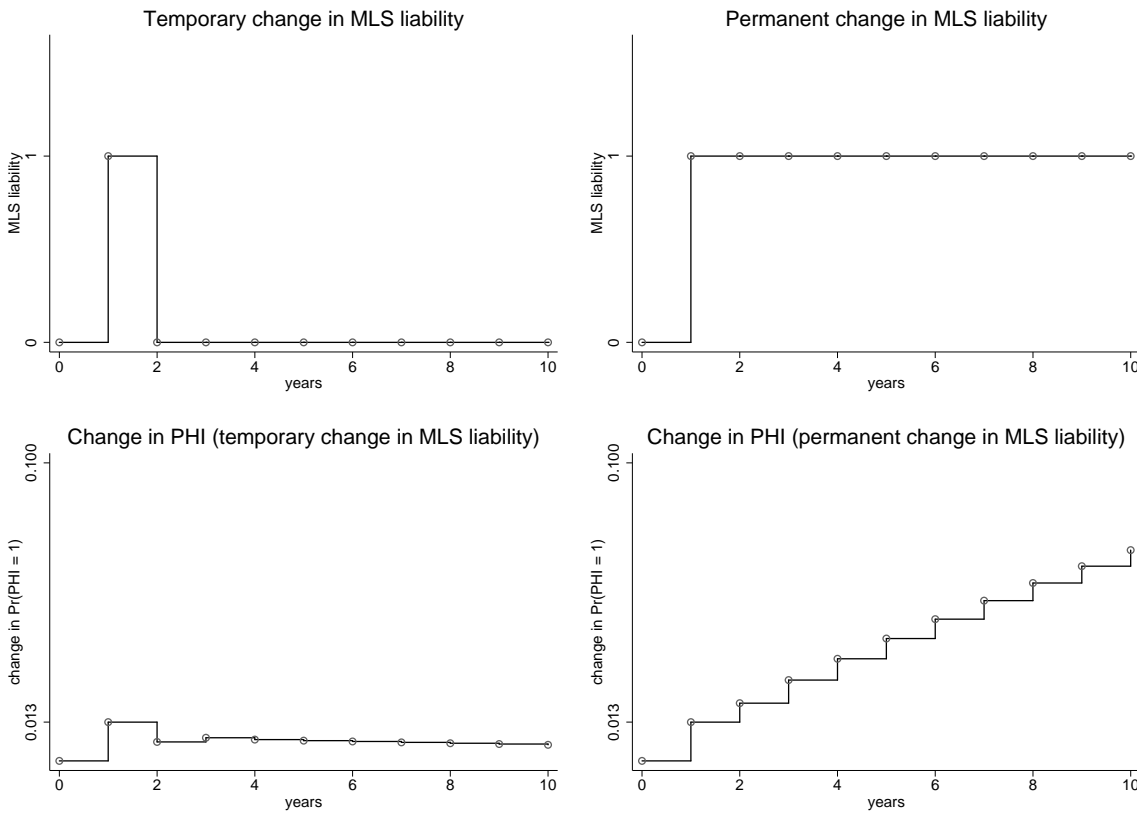 Temporary change in MLS liability
MLS liability
1
0
0 2 4 6 8 10
years
Permanent change in MLS liability
MLS liability
1
0
0 2 4 6 8 10
years
Change in PHI (temporary change in MLS liability)
change in Pr(PHI = 1)
0.100
0.013
0 2 4 6 8 10
years
Change in PHI (permanent change in MLS liability)
change in Pr(PHI = 1)
0.100
0.013
0 2 4 6 8 10
years